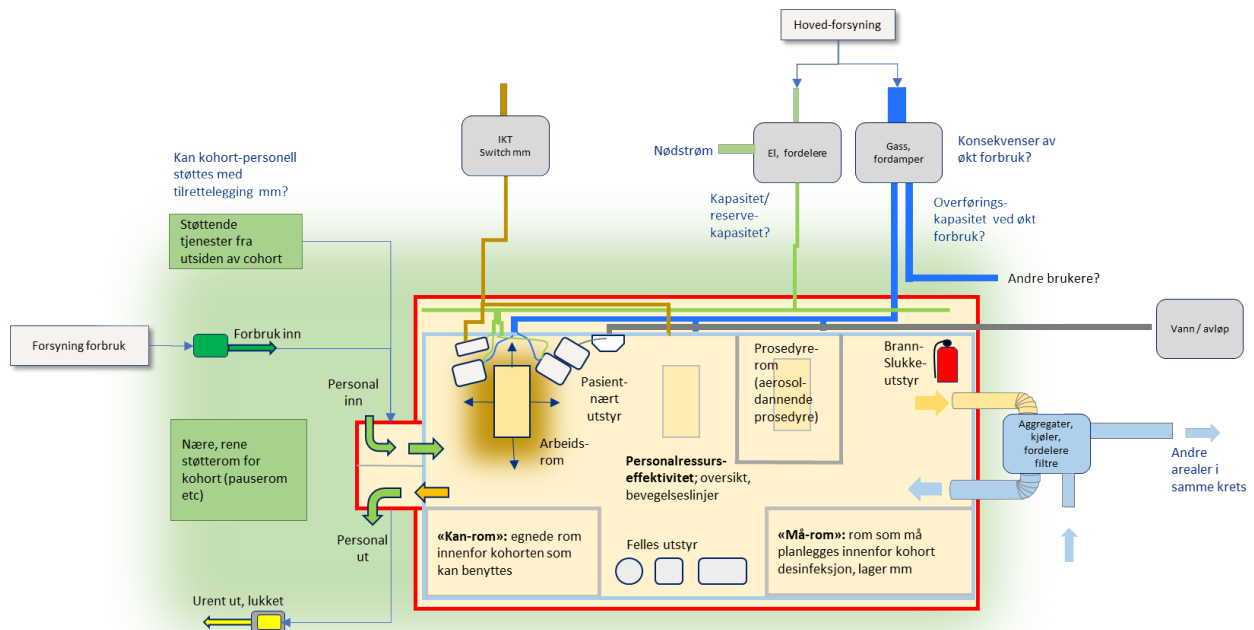 Hoved-forsyning
IKT
Switch mm
Nødstrøm
El, fordelere
Gass,
fordamper
Konsekvenser av
økt forbruk?
Kan kohort-personell
støttes med
tilrettelegging mm?
Kapasitet/
reserve-
kapasitet?
Overførings-
kapasitet ved økt
forbruk?
Støttende
tjenester fra
utsiden av cohort
Andre brukere?
Forsyning forbruk
Forbruk inn
Vann / avløp
Personal
inn
Pasient-
nært
utstyr
Prosedyre-
rom
(aerosol-
dannende
prosedyre)
Brann-
Slukke-
utstyr
Arbeids-
rom
Aggregater,
kjøler,
fordelere
filtre
Nære, rene
støtterom for
kohort (pauserom
etc)
Personalressurs-
effektivitet; oversikt,
bevegelseslinjer
Andre
arealer i
samme krets
Personal
ut
«Kan-rom»: egnede rom
innenfor kohorten som
kan benyttes
Felles utstyr
«Må-rom»: rom som må
planlegges innenfor kohort
desinfeksjon, lager mm
Urent ut, lukket